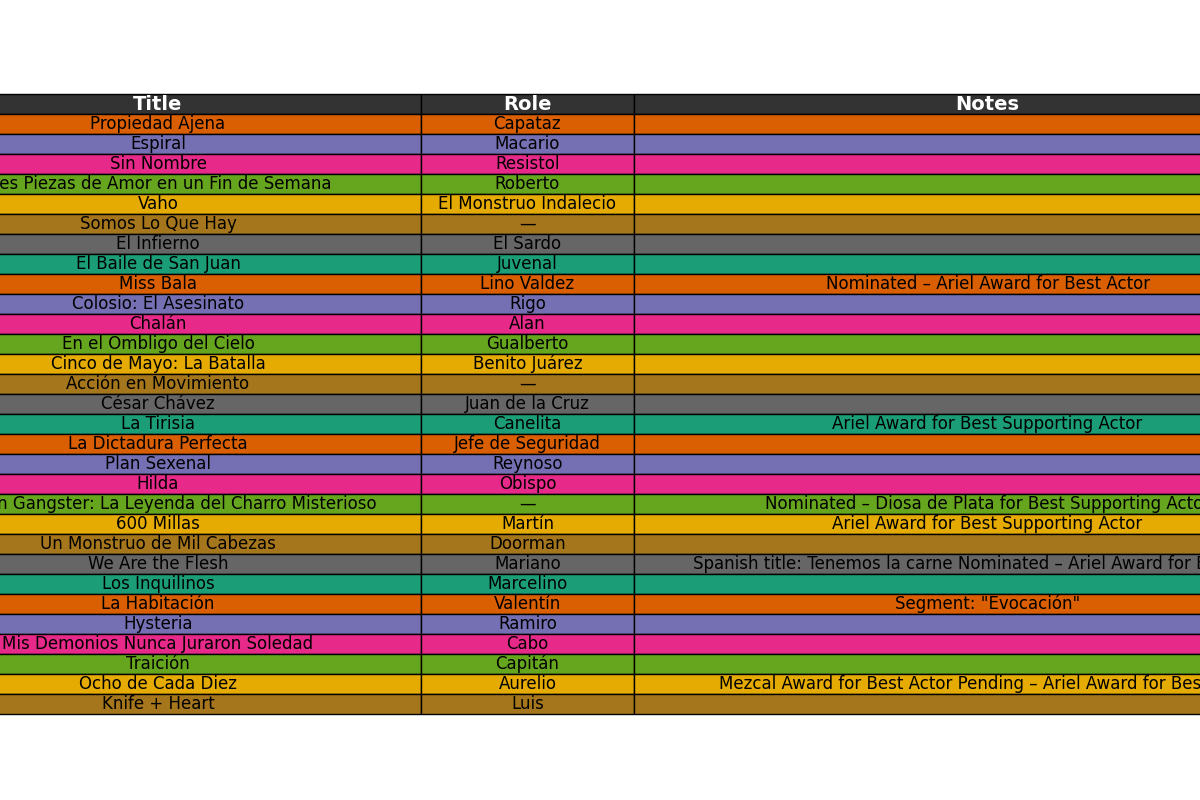 Title Role Notes
Propiedad Ajena Capataz
Espiral Macario
Sin Nombre Resistol
es Piezas de Amor en un Fin de Semana Roberto
Vaho El Monstruo Indalecio
Somos Lo Que Hay —
El Infierno El Sardo
El Baile de San Juan Juvenal
Miss Bala Lino Valdez Nominated – Ariel Award for Best Actor
Colosio: El Asesinato Rigo
Chalán Alan
En el Ombligo del Cielo Gualberto
Cinco de Mayo: La Batalla Benito Juárez
Acción en Movimiento —
César Chávez Juan de la Cruz
La Tirisia Canelita Ariel Award for Best Supporting Actor
La Dictadura Perfecta Jefe de Seguridad
Plan Sexenal Reynoso
Hilda Obispo
n Gangster: La Leyenda del Charro Misterioso — Nominated – Diosa de Plata for Best Supporting Acto
600 Millas Martín Ariel Award for Best Supporting Actor
Un Monstruo de Mil Cabezas Doorman
We Are the Flesh Mariano Spanish title: Tenemos la carne Nominated – Ariel Award for
Los Inquilinos Marcelino
La Habitación Valentín Segment: "Evocación"
Hysteria Ramiro
Mis Demonios Nunca Juraron Soledad Cabo
Traición Capitán
Ocho de Cada Diez Aurelio Mezcal Award for Best Actor Pending – Ariel Award for Bes
Knife + Heart Luis